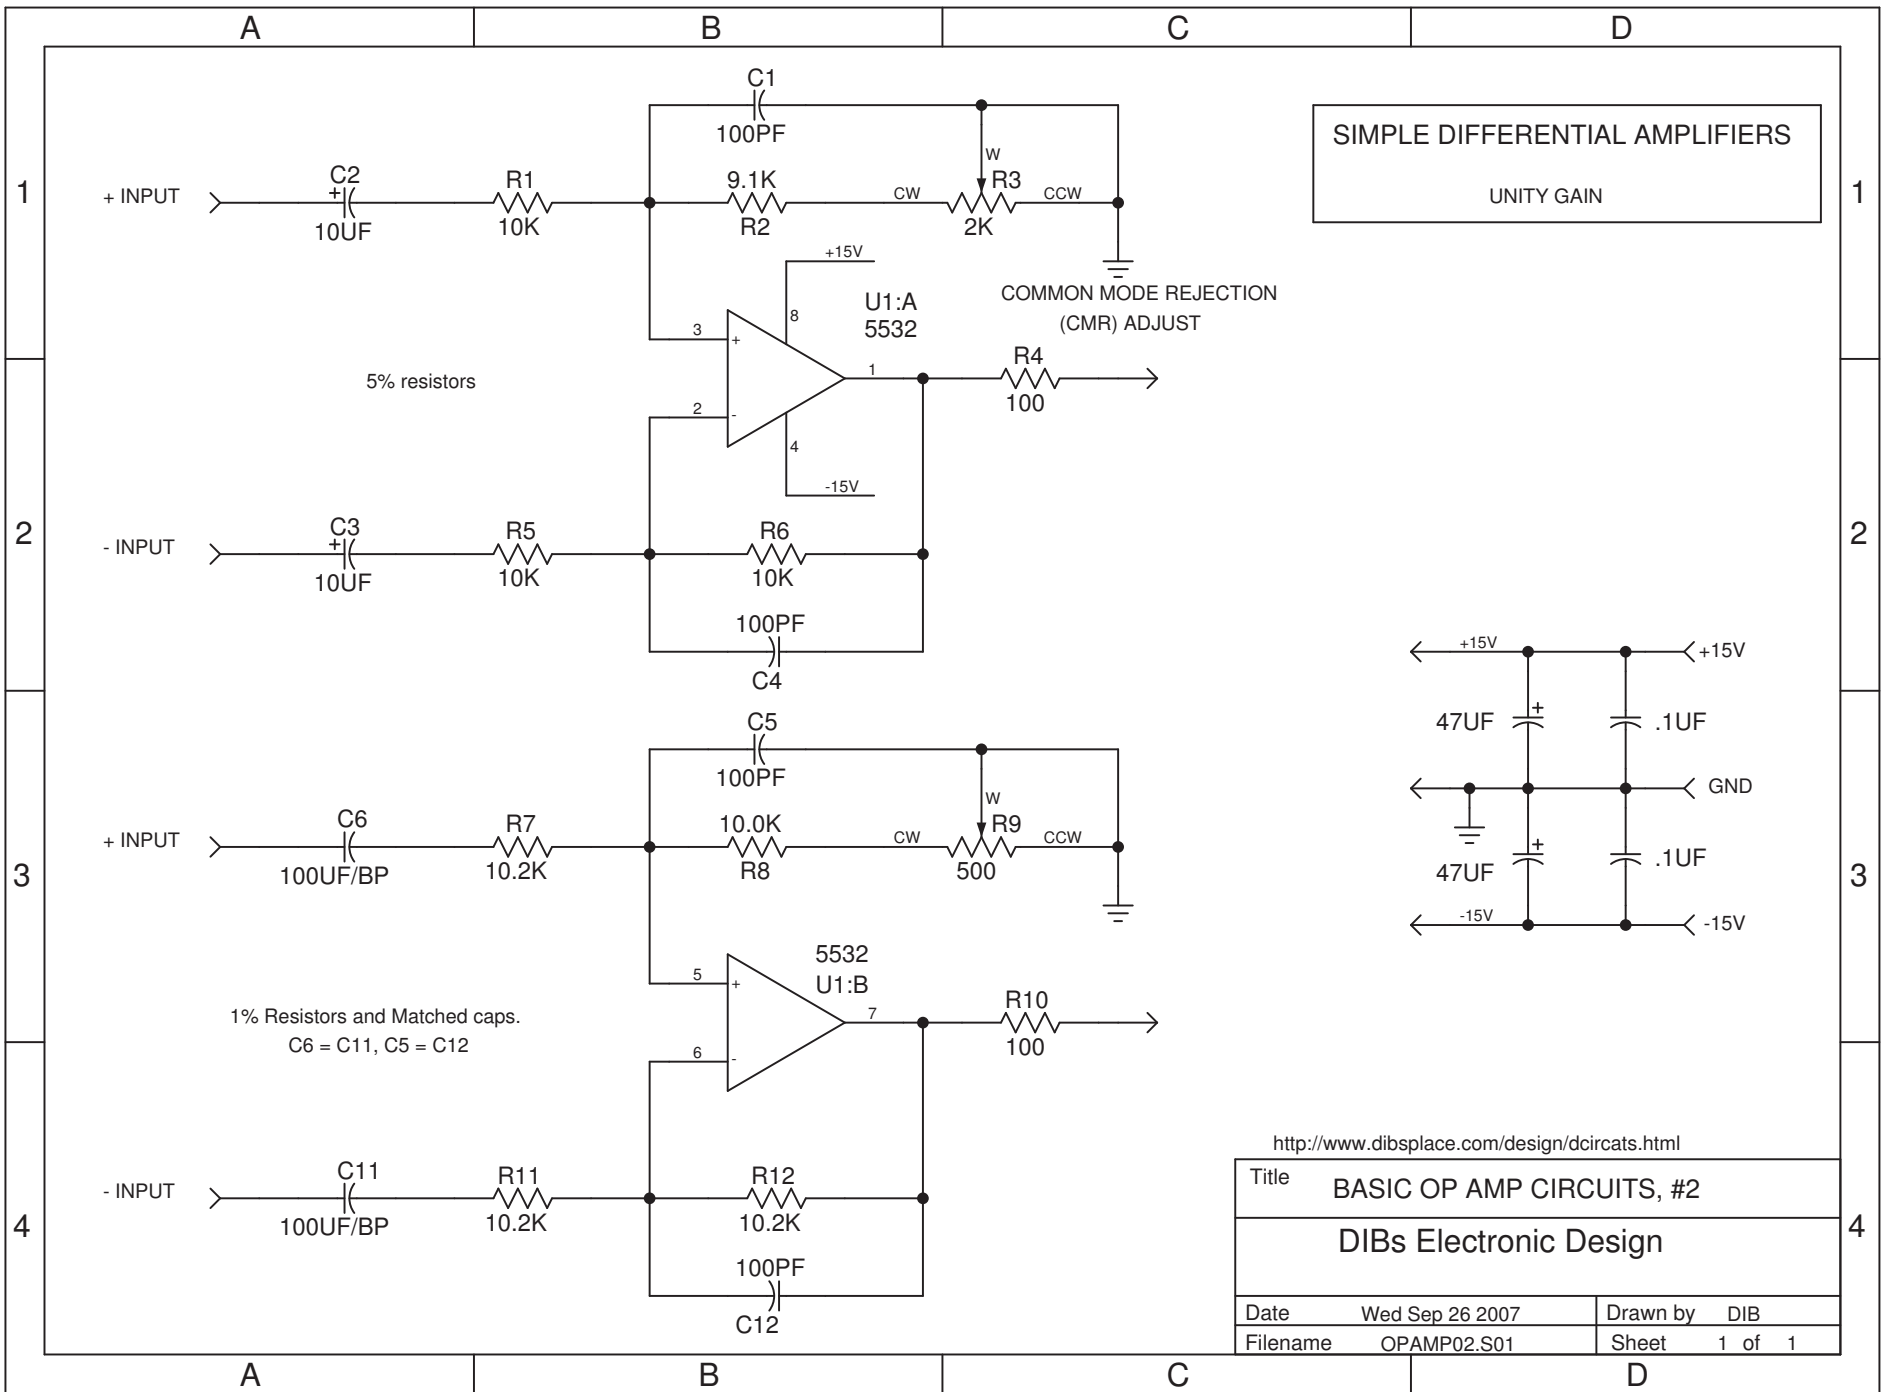 A
B
C
D
1
1
2
2
3
3
4
4
A
B
C
D
SIMPLE DIFFERENTIAL AMPLIFIERS
UNITY GAIN
C1
100PF
+ INPUT
C2
+
10UF
R1
10K
9.1K
R2
CW
W
R3
2K
CCW
COMMON MODE REJECTION
(CMR) ADJUST
+15V
8
U1:A
5532
3
+
2
-
1
4
-15V
R4
100
5% resistors
- INPUT
C3
+
10UF
R5
10K
R6
10K
100PF
C4
C5
100PF
+ INPUT
C6
100UF/BP
R7
10.2K
10.0K
R8
CW
W
R9
500
CCW
5532
U1:B
5
+
6
-
7
R10
100
1% Resistors and Matched caps.
C6 = C11, C5 = C12
- INPUT
C11
100UF/BP
R11
10.2K
R12
10.2K
100PF
C12
+15V
+15V
47UF
+
.1UF
GND
47UF
+
.1UF
-15V
-15V
http://www.dibsplace.com/design/dcircats.html
Title BASIC OP AMP CIRCUITS, #2
DIBs Electronic Design
Date Wed Sep 26 2007 Drawn by DIB
Filename OPAMP02.S01 Sheet 1 of 1